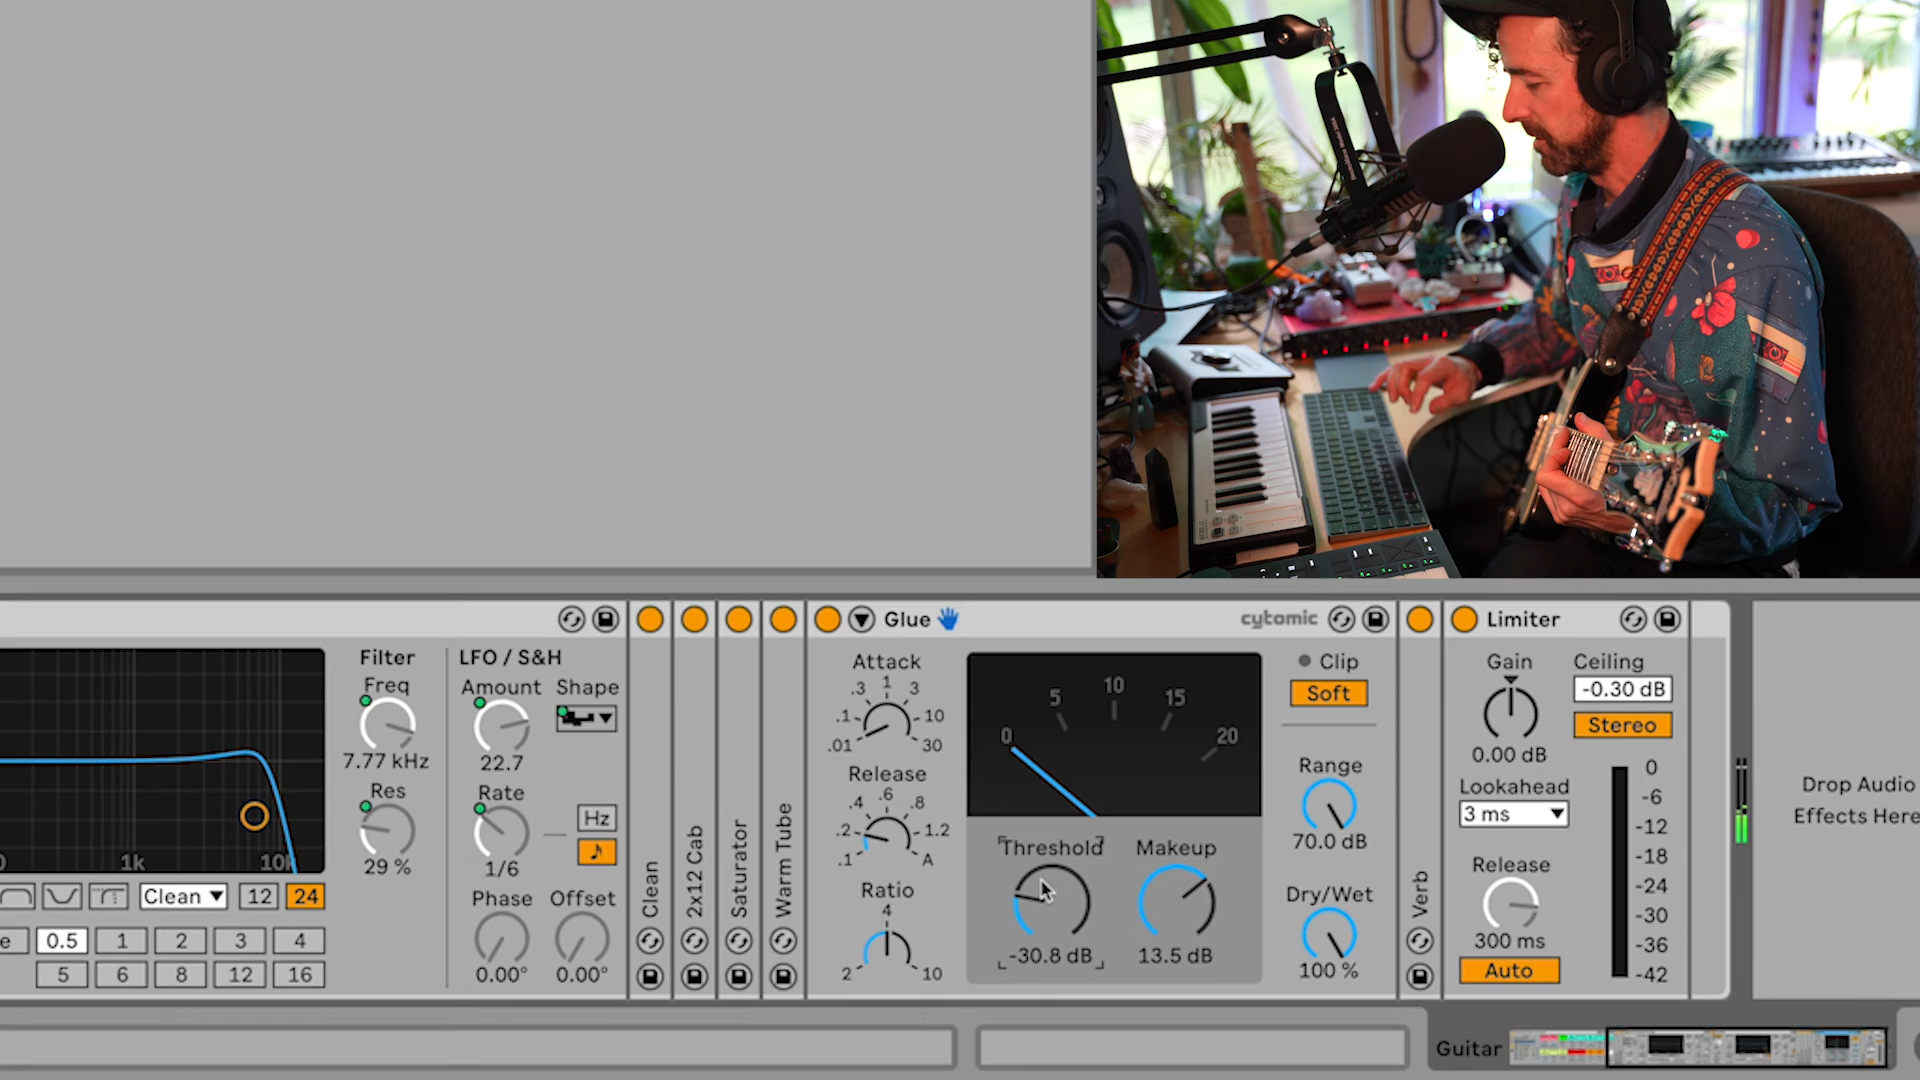 Filter
Freq
7.77 kHz
Res
29 %
1k
10k
Clean
12
24
0.5
1
2
3
4
5
6
8
12
16
LFO / S&H
Amount
Shape
22.7
Rate
Hz
1/6
Phase
Offset
0.00°
0.00°
Clean
2x12 Cab
Saturator
Warm Tube
Glue
cytomic
Attack
.01
.1
.3
1
3
10
30
Release
.1
.2
.4
.6
.8
1.2
A
Ratio
2
4
10
0
5
10
15
20
Threshold
-30.8 dB
Makeup
13.5 dB
Clip
Soft
Range
70.0 dB
Dry/Wet
100 %
Verb
Limiter
Gain
0.00 dB
Ceiling
-0.30 dB
Stereo
Lookahead
3 ms
Release
300 ms
Auto
0
-6
-12
-18
-24
-30
-36
-42
Drop Audio
Effects Here
Guitar